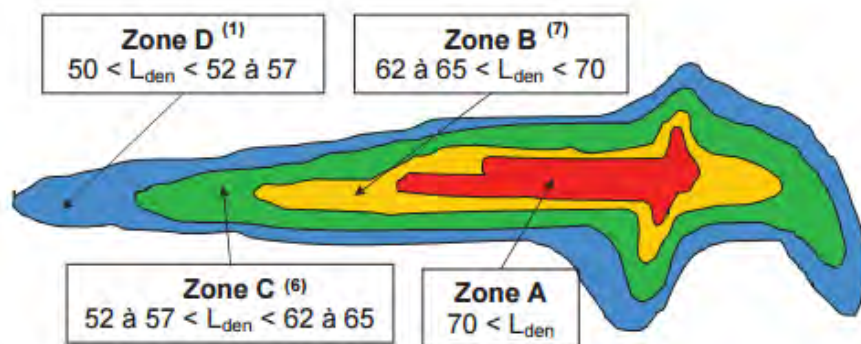 Zone D (1)
50 < Lden < 52 à 57
Zone B (7)
62 à 65 < Lden < 70
Zone C (6)
52 à 57 < Lden < 62 à 65
Zone A
70 < Lden